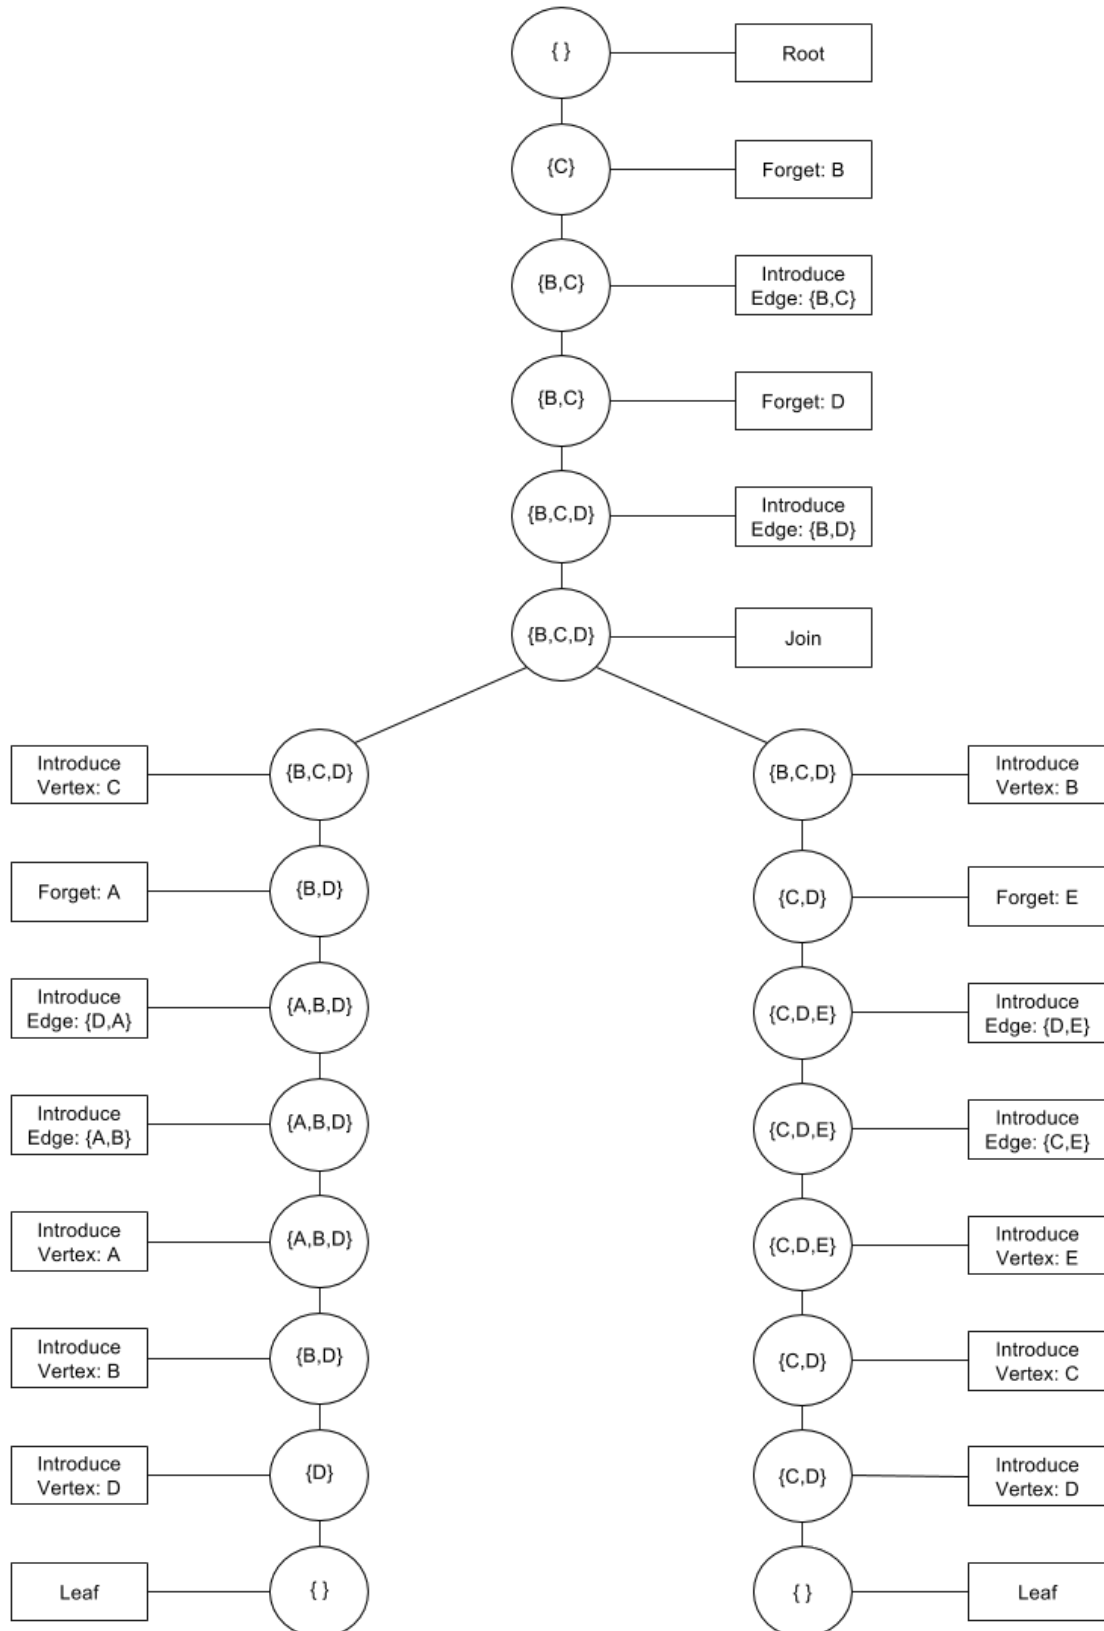 { }
Root
{C}
Forget: B
{B,C}
Introduce
Edge: {B,C}
{B,C}
Forget: D
{B,C,D}
Introduce
Edge: {B,D}
{B,C,D}
Join
Introduce
Vertex: C
{B,C,D}
{B,C,D}
Introduce
Vertex: B
Forget: A
{B,D}
{C,D}
Forget: E
Introduce
Edge: {D,A}
{A,B,D}
{C,D,E}
Introduce
Edge: {D,E}
Introduce
Edge: {A,B}
{A,B,D}
{C,D,E}
Introduce
Edge: {C,E}
Introduce
Vertex: A
{A,B,D}
{C,D,E}
Introduce
Vertex: E
Introduce
Vertex: B
{B,D}
{C,D}
Introduce
Vertex: C
Introduce
Vertex: D
{D}
{C,D}
Introduce
Vertex: D
Leaf
{ }
{ }
Leaf